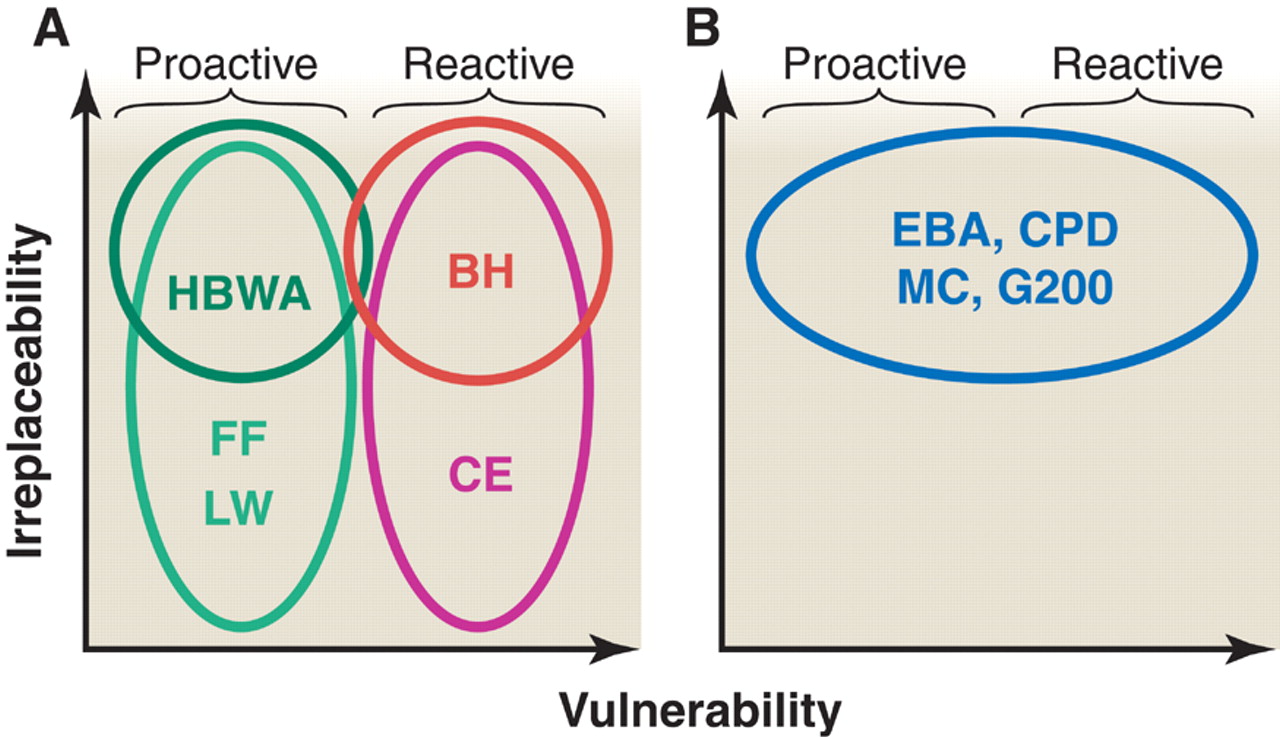 A
Proactive
Reactive
HBWA
BH
FF
LW
CE
B
Proactive
Reactive
EBA, CPD
MC, G200
Irreplaceability
Vulnerability